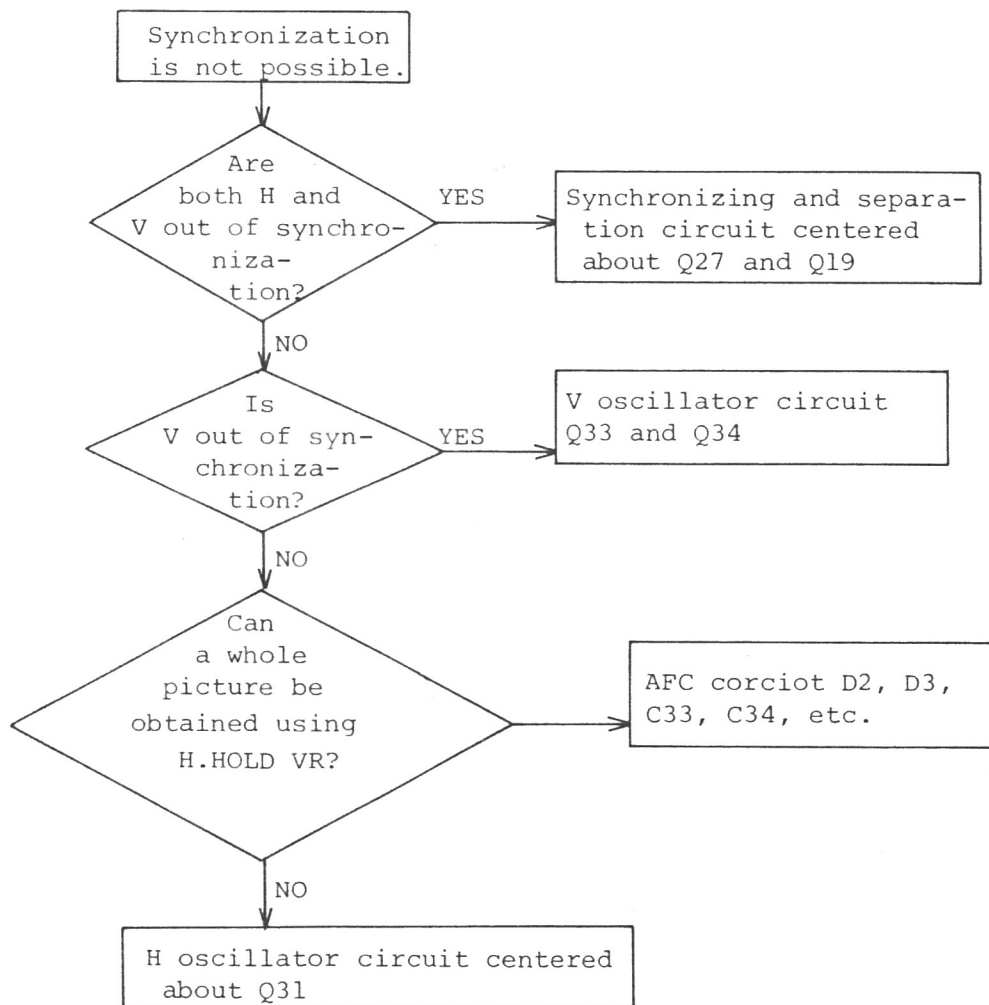 Synchronization
is not possible.
Are
both H and
V out of synchro-
niza-
tion?
YES
Synchronizing and separa-
tion circuit centered
about Q27 and Q19
NO
Is
V out of syn-
chroniza-
tion?
YES
V oscillator circuit
Q33 and Q34
NO
Can
a whole
picture be
obtained using
H.HOLD VR?
AFC corciot D2, D3,
C33, C34, etc.
NO
H oscillator circuit centered
about Q31